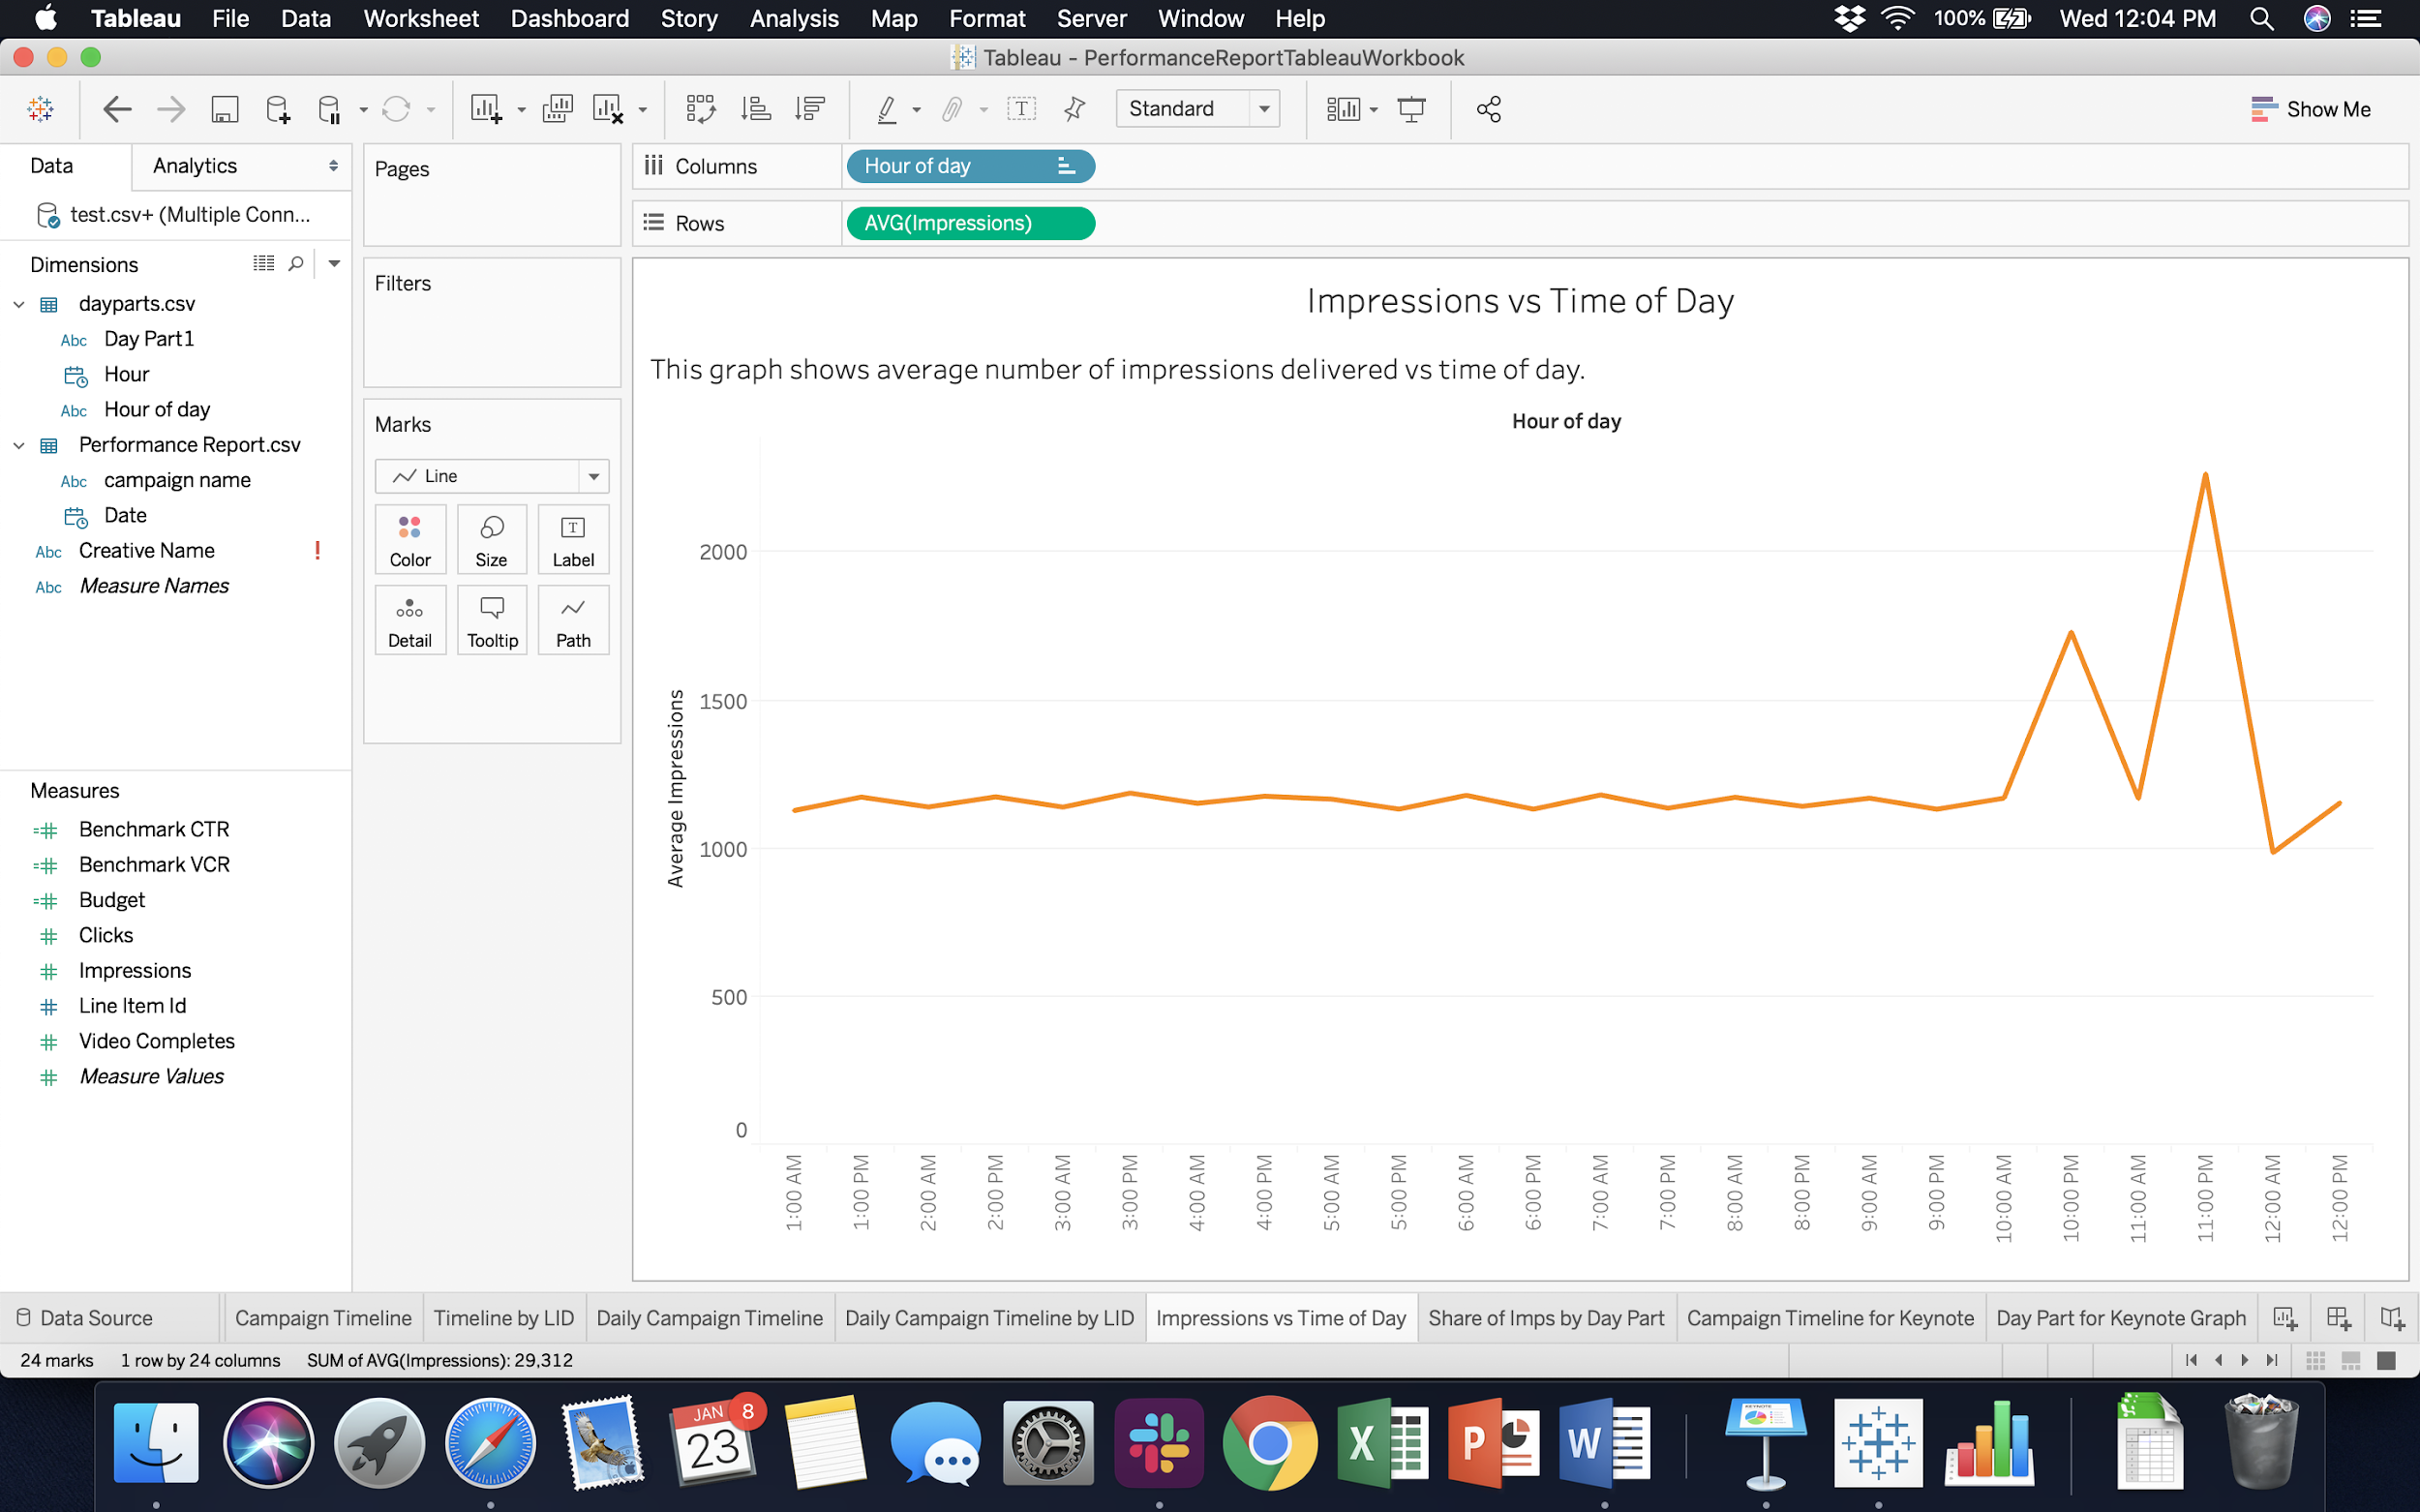 Tableau File Data Worksheet Dashboard Story Analysis Map Format Server Window Help 100% Wed 12:04 PM
Tableau - PerformanceReportTableauWorkbook
Standard Show Me
Data Analytics
test.csv+ (Multiple Conn...
Dimensions
dayparts.csv
Abc Day Part1
Hour
Abc Hour of day
Performance Report.csv
Abc campaign name
Date
Abc Creative Name !
Abc Measure Names
Measures
Benchmark CTR
Benchmark VCR
Budget
Clicks
Impressions
Line Item Id
Video Completes
Measure Values
Pages
Filters
Marks
Line
Color Size Label
Detail Tooltip Path
Columns Hour of day
Rows AVG(Impressions)
Impressions vs Time of Day
This graph shows average number of impressions delivered vs time of day.
Hour of day
Average Impressions
2000
1500
1000
500
0
1:00 AM
1:00 PM
2:00 AM
2:00 PM
3:00 AM
3:00 PM
4:00 AM
4:00 PM
5:00 AM
5:00 PM
6:00 AM
6:00 PM
7:00 AM
7:00 PM
8:00 AM
8:00 PM
9:00 AM
9:00 PM
10:00 AM
10:00 PM
11:00 AM
11:00 PM
12:00 AM
12:00 PM
Data Source Campaign Timeline Timeline by LID Daily Campaign Timeline Daily Campaign Timeline by LID Impressions vs Time of Day Share of Imps by Day Part Campaign Timeline for Keynote Day Part for Keynote Graph
24 marks 1 row by 24 columns SUM of AVG(Impressions): 29,312
JAN 8
23
X
P
W